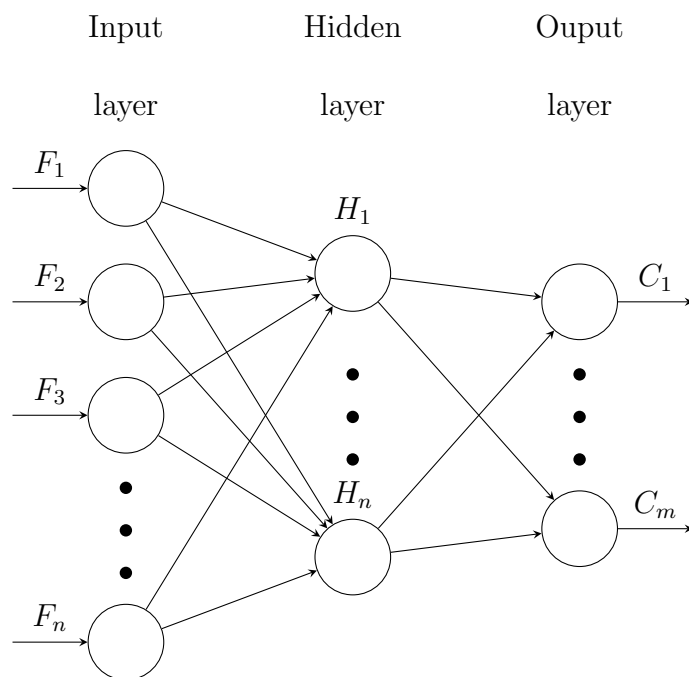 Input Hidden Ouput
layer layer layer
F₁
H₁
F₂
C₁
F₃
Hₙ
Cₘ
Fₙ